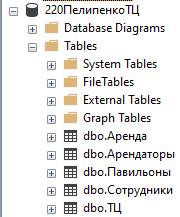 220ПелипенкоТЦ
Database Diagrams
Tables
System Tables
FileTables
External Tables
Graph Tables
dbo.Аренда
dbo.Арендаторы
dbo.Павильоны
dbo.Сотрудники
dbo.ТЦ